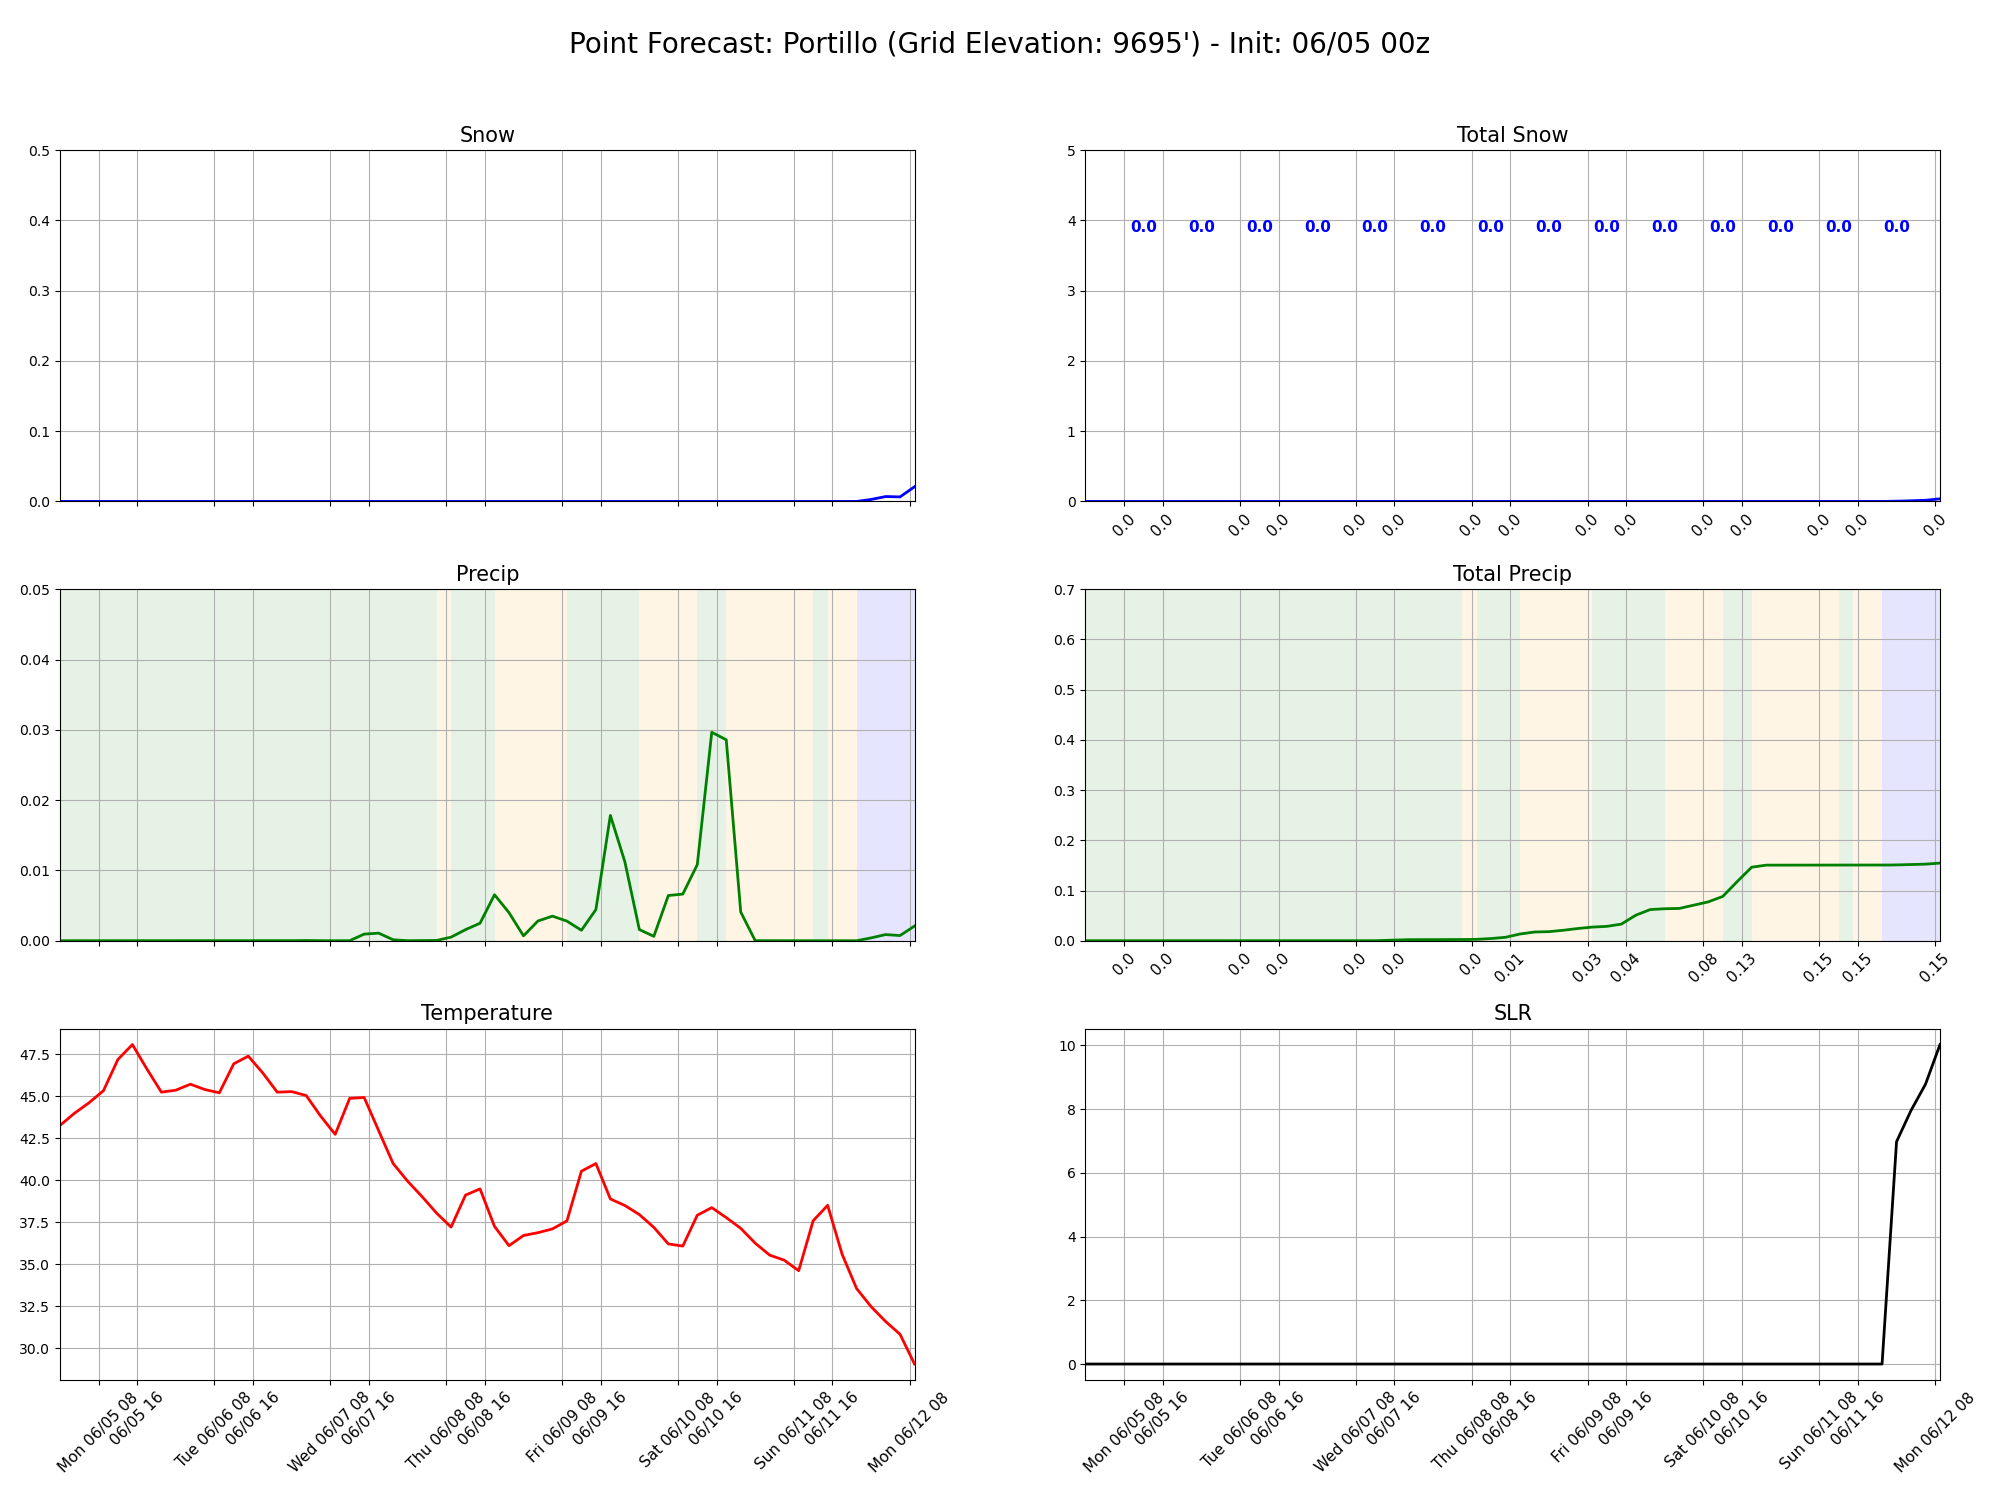 Point Forecast: Portillo (Grid Elevation: 9695') - Init: 06/05 00z
Snow
0.5
0.4
0.3
0.2
0.1
0.0
Total Snow
5
4
3
2
1
0
0.0 0.0 0.0 0.0 0.0 0.0 0.0 0.0 0.0 0.0 0.0 0.0 0.0 0.0
0.0 0.0 0.0 0.0 0.0 0.0 0.0 0.0 0.0 0.0 0.0 0.0 0.0 0.0 0.0
Precip
0.05
0.04
0.03
0.02
0.01
0.00
Total Precip
0.7
0.6
0.5
0.4
0.3
0.2
0.1
0.0
0.0 0.0 0.0 0.0 0.0 0.0 0.0 0.01 0.03 0.04 0.08 0.13 0.15 0.15 0.15
Temperature
47.5
45.0
42.5
40.0
37.5
35.0
32.5
30.0
Mon 06/05 08
06/05 16
Tue 06/06 08
06/06 16
Wed 06/07 08
06/07 16
Thu 06/08 08
06/08 16
Fri 06/09 08
06/09 16
Sat 06/10 08
06/10 16
Sun 06/11 08
06/11 16
Mon 06/12 08
SLR
10
8
6
4
2
0
Mon 06/05 08
06/05 16
Tue 06/06 08
06/06 16
Wed 06/07 08
06/07 16
Thu 06/08 08
06/08 16
Fri 06/09 08
06/09 16
Sat 06/10 08
06/10 16
Sun 06/11 08
06/11 16
Mon 06/12 08